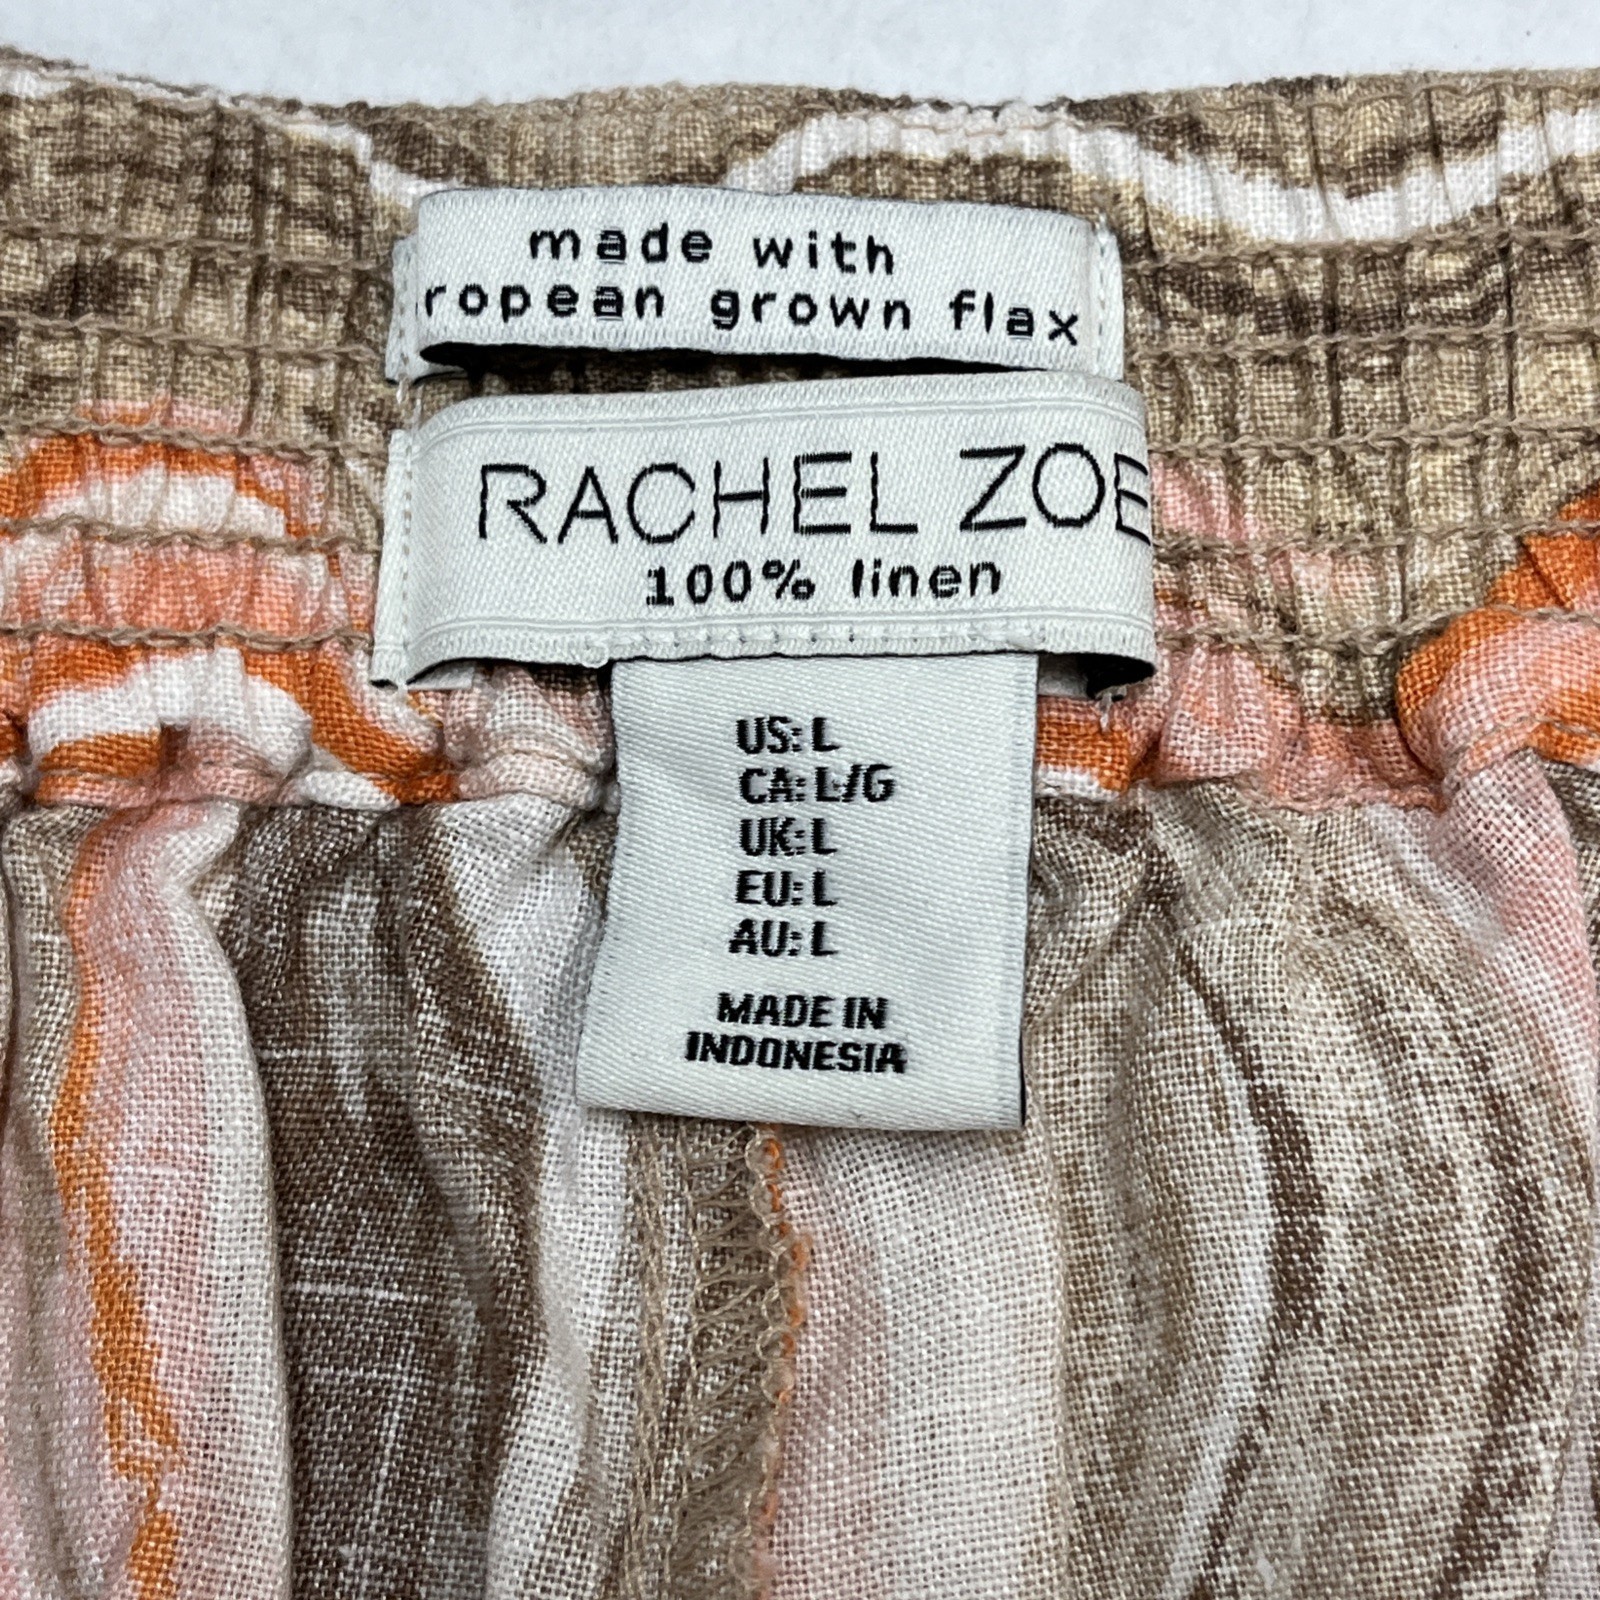 made with
ropean grown flax
RACHEL ZOE
100% linen
US: L
CA: L/G
UK: L
EU: L
AU: L
MADE IN
INDONESIA